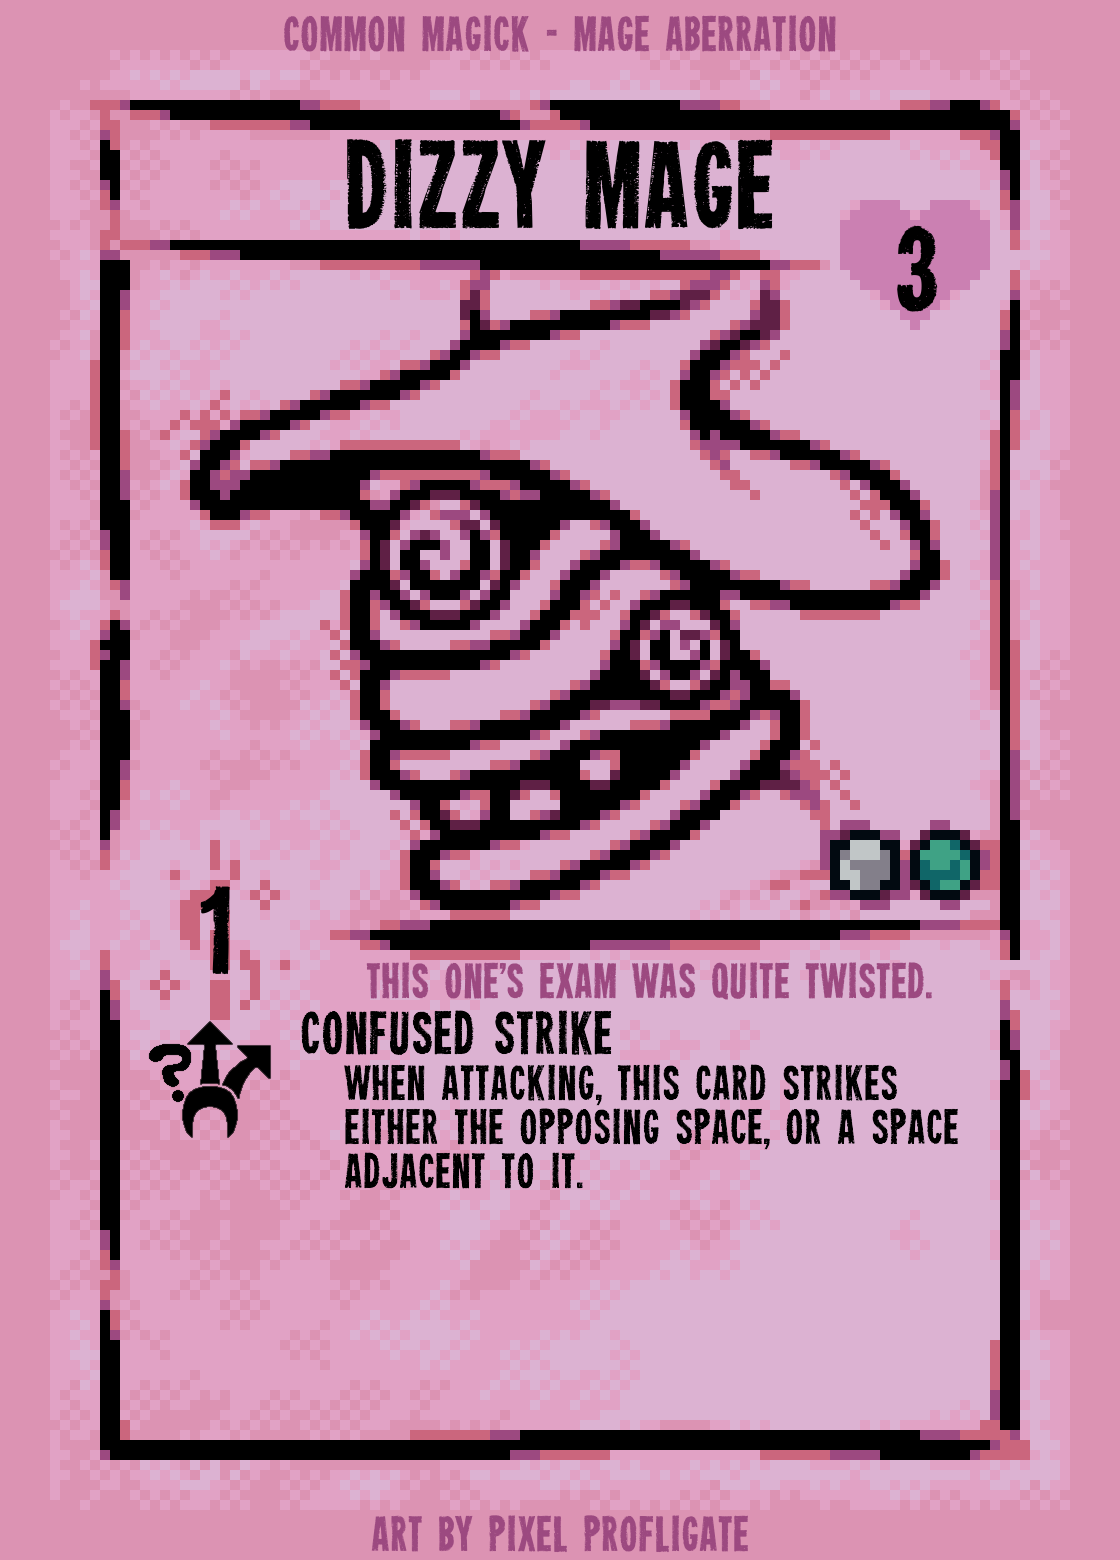 COMMON MAGICK - MAGE ABERRATION
DIZZY MAGE
3
1
THIS ONE'S EXAM WAS QUITE TWISTED.
?
CONFUSED STRIKE
WHEN ATTACKING, THIS CARD STRIKES
EITHER THE OPPOSING SPACE, OR A SPACE
ADJACENT TO IT.
ART BY PIXEL PROFLIGATE